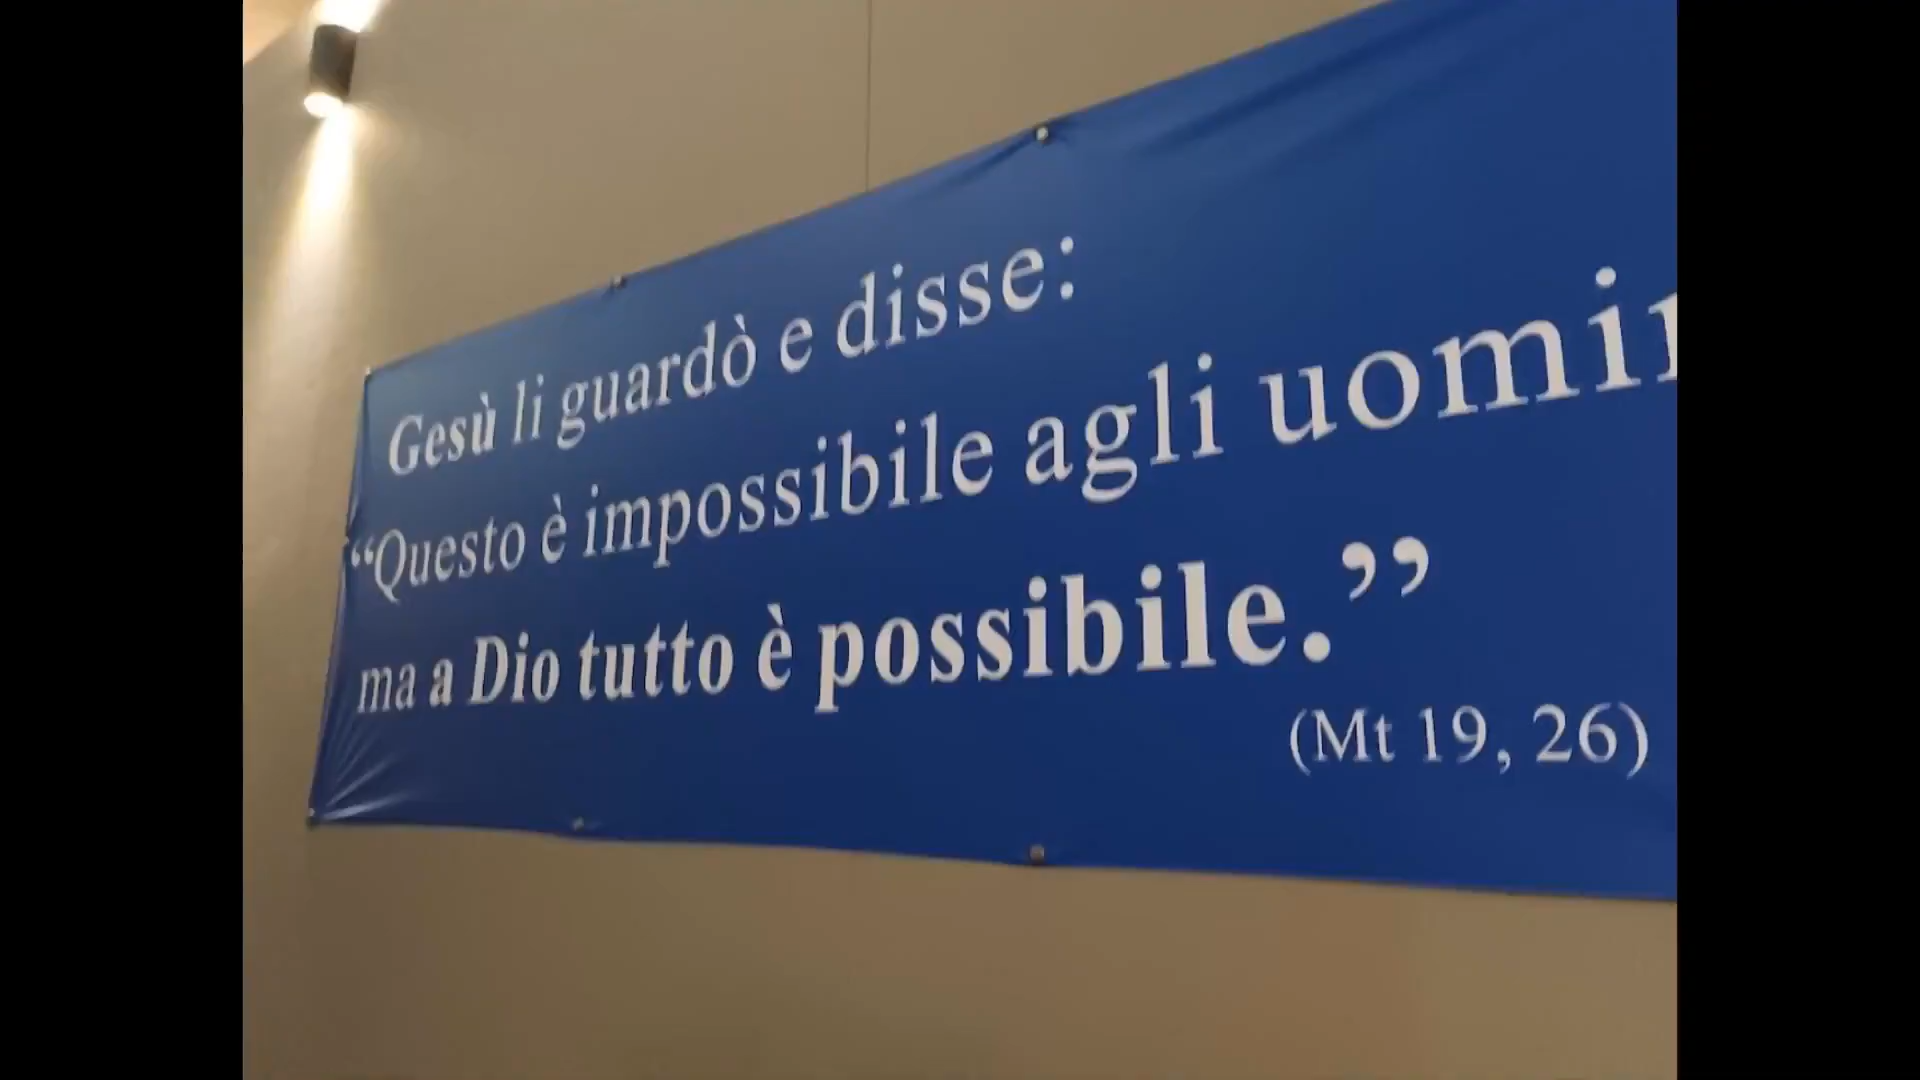 Gesù li guardò e disse:
“Questo è impossibile agli uomin
ma a Dio tutto è possibile.”
(Mt 19, 26)